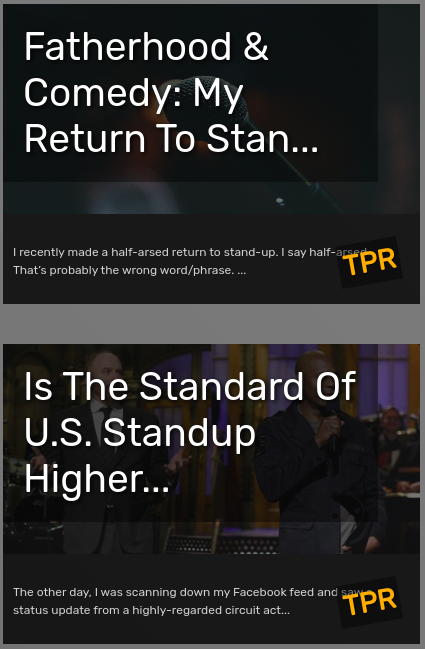 Fatherhood &
Comedy: My
Return To Stan...
I recently made a half-arsed return to stand-up. I say half-arsed.
That's probably the wrong word/phrase. ...
TPR
Is The Standard Of
U.S. Standup
Higher...
The other day, I was scanning down my Facebook feed and saw
status update from a highly-regarded circuit act...
TPR